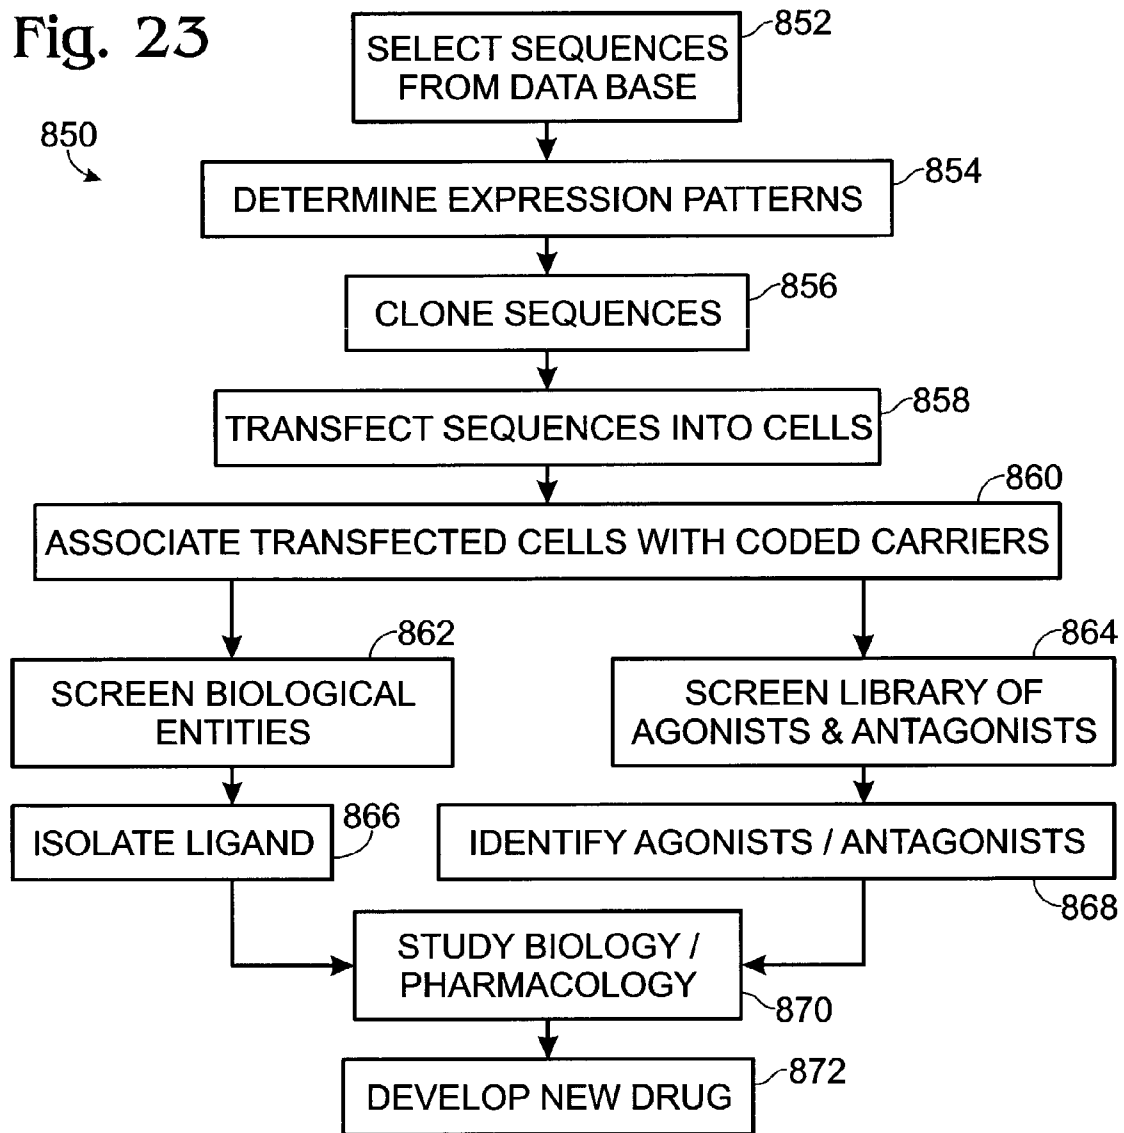 Fig. 23
850
SELECT SEQUENCES
FROM DATA BASE
852
DETERMINE EXPRESSION PATTERNS
854
CLONE SEQUENCES
856
TRANSFECT SEQUENCES INTO CELLS
858
ASSOCIATE TRANSFECTED CELLS WITH CODED CARRIERS
860
SCREEN BIOLOGICAL
ENTITIES
862
SCREEN LIBRARY OF
AGONISTS & ANTAGONISTS
864
ISOLATE LIGAND
866
IDENTIFY AGONISTS / ANTAGONISTS
868
STUDY BIOLOGY /
PHARMACOLOGY
870
DEVELOP NEW DRUG
872